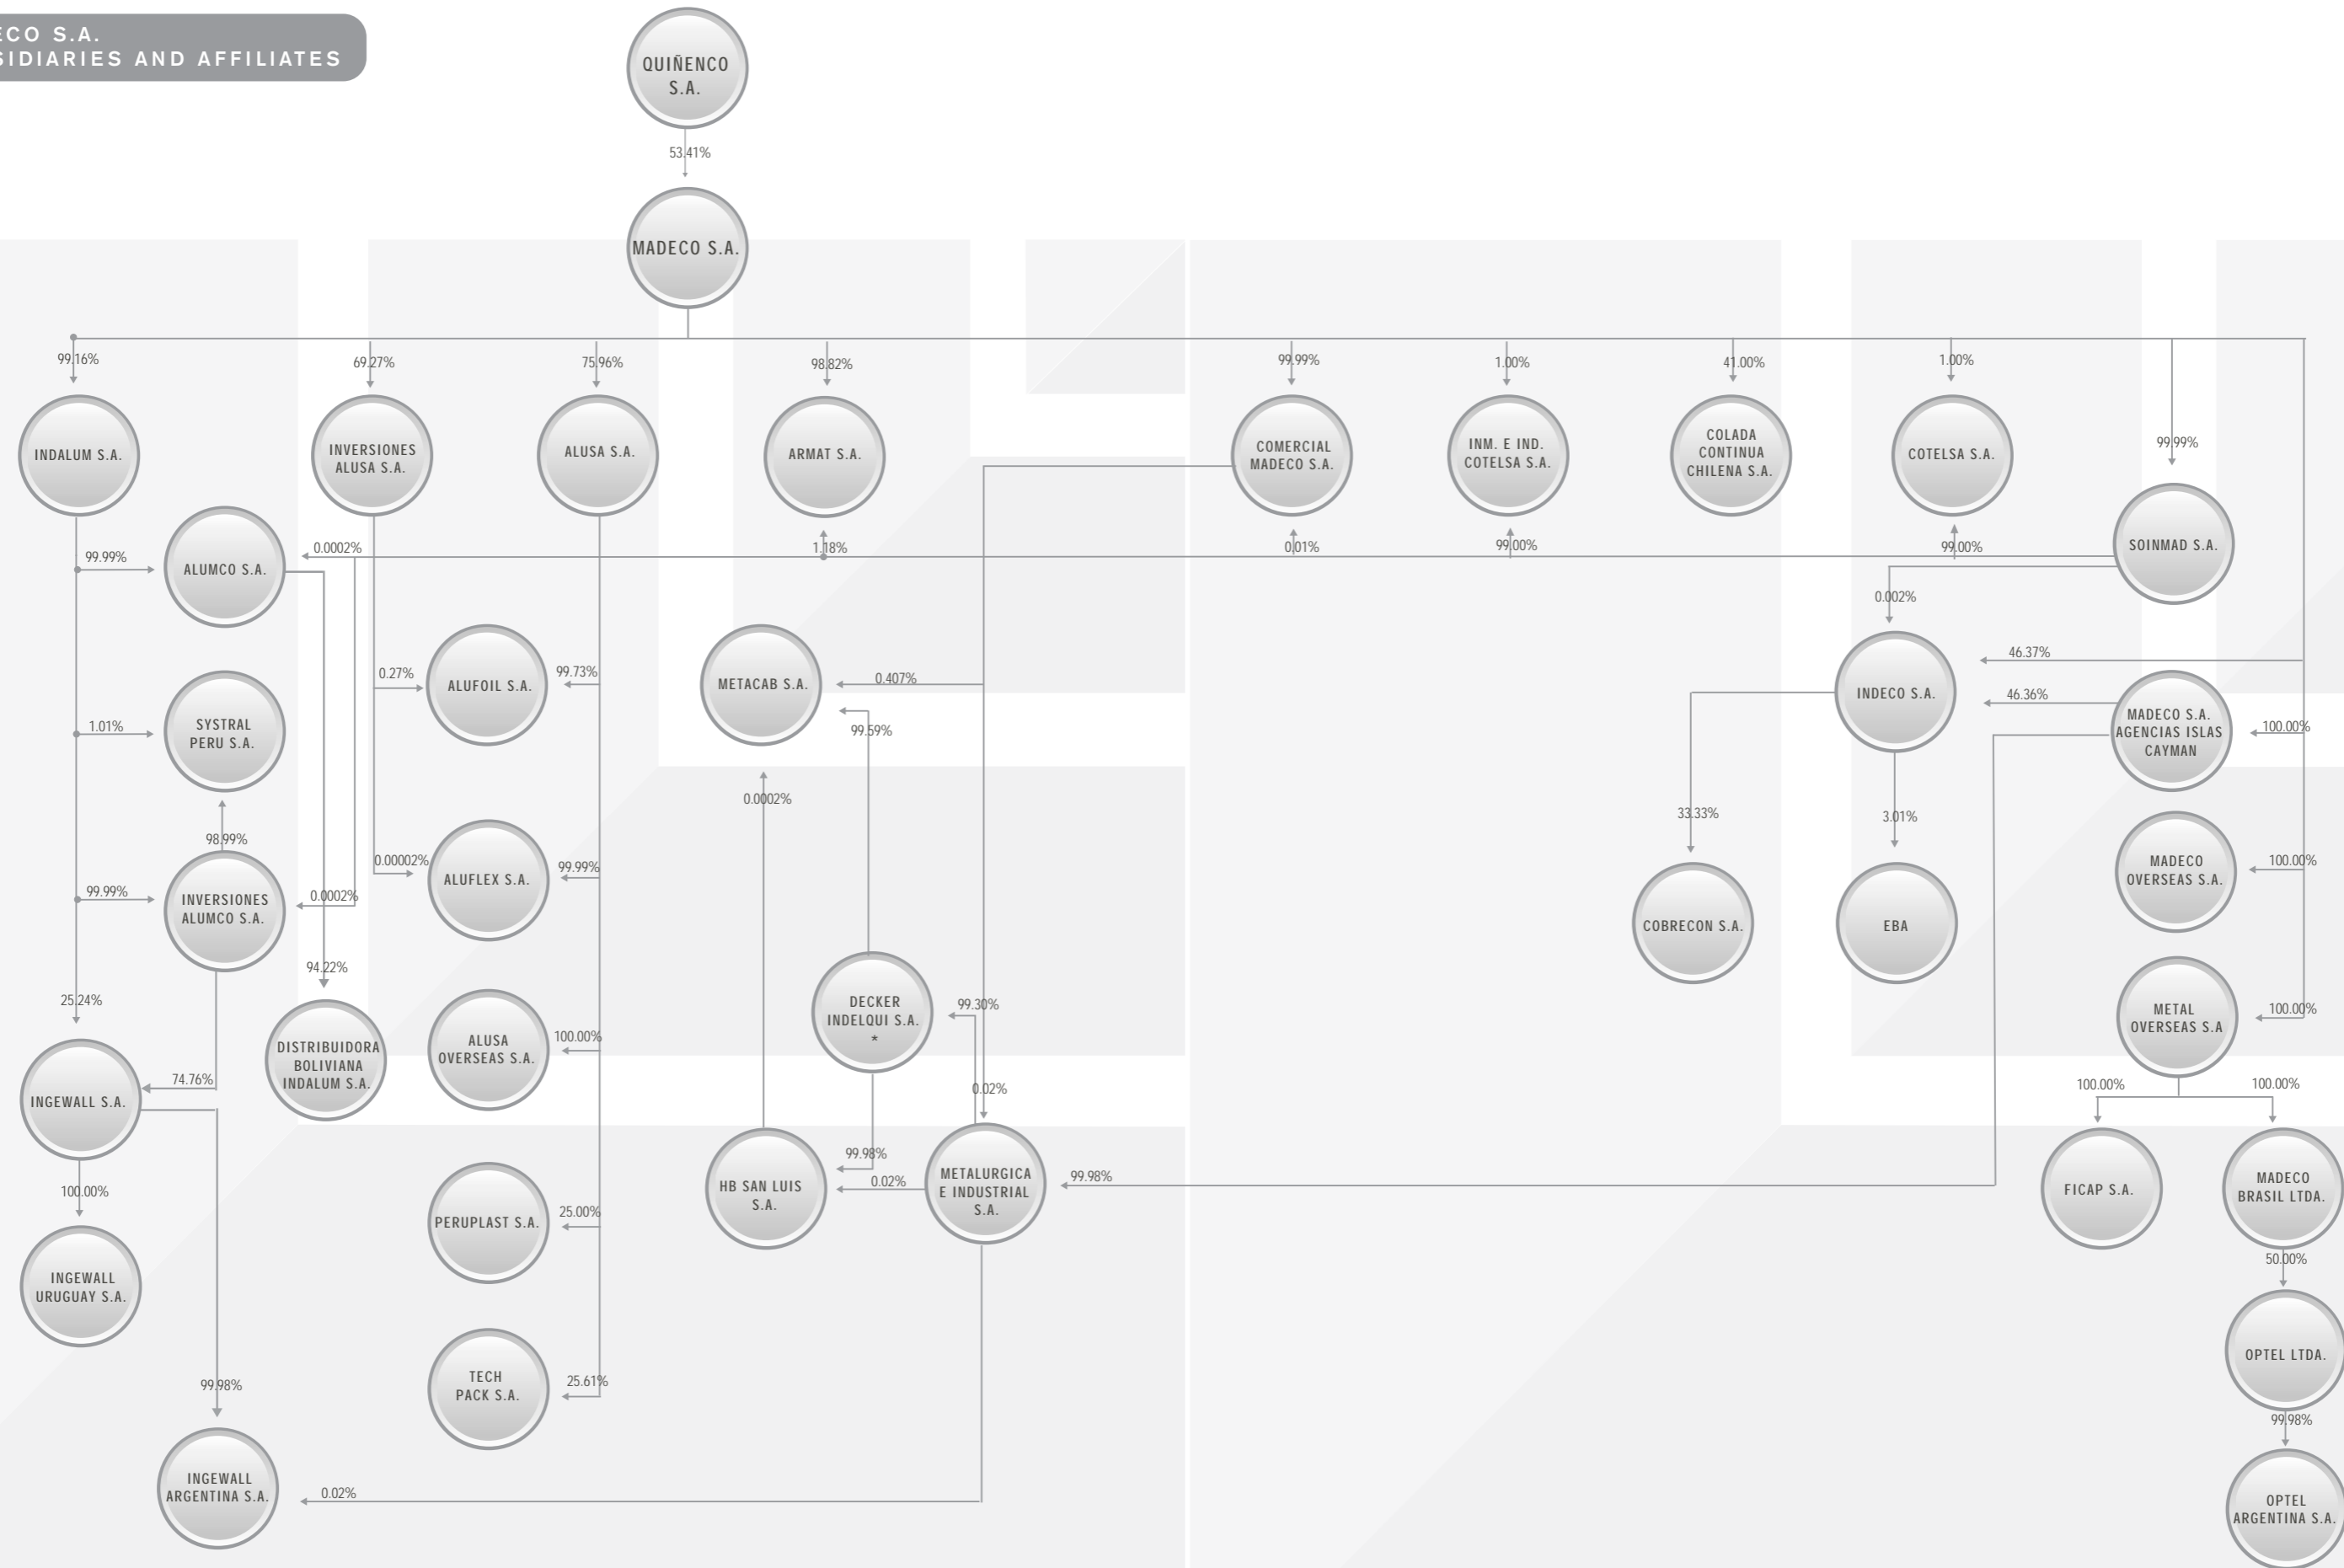 ECO S.A.
SIDIARIES AND AFFILIATES
QUIÑENCO
S.A.
53.41%
MADECO S.A.
99.16%
69.27%
75.96%
98.82%
99.99%
1.00%
41.00%
1.00%
99.99%
INDALUM S.A.
INVERSIONES
ALUSA S.A.
ALUSA S.A.
ARMAT S.A.
COMERCIAL
MADECO S.A.
INM. E IND.
COTELSA S.A.
COLADA
CONTINUA
CHILENA S.A.
COTELSA S.A.
SOINMAD S.A.
99.99%
ALUMCO S.A.
0.0002%
1.18%
0.01%
99.00%
99.00%
0.002%
0.27%
ALUFOIL S.A.
99.73%
METACAB S.A.
0.407%
99.59%
INDECO S.A.
46.37%
46.36%
MADECO S.A.
AGENCIAS ISLAS
CAYMAN
100.00%
1.01%
SYSTRAL
PERU S.A.
98.99%
0.0002%
33.33%
3.01%
99.99%
INVERSIONES
ALUMCO S.A.
0.0002%
0.00002%
ALUFLEX S.A.
99.99%
COBRECON S.A.
EBA
MADECO
OVERSEAS S.A.
100.00%
94.22%
25.24%
DISTRIBUIDORA
BOLIVIANA
INDALUM S.A.
ALUSA
OVERSEAS S.A.
100.00%
DECKER
INDELQUI S.A.
*
99.30%
0.02%
METAL
OVERSEAS S.A
100.00%
74.76%
INGEWALL S.A.
100.00%
100.00%
100.00%
INGEWALL
URUGUAY S.A.
PERUPLAST S.A.
25.00%
HB SAN LUIS
S.A.
99.98%
0.02%
METALURGICA
E INDUSTRIAL
S.A.
99.98%
FICAP S.A.
MADECO
BRASIL LTDA.
50.00%
TECH
PACK S.A.
25.61%
OPTEL LTDA.
99.98%
99.98%
INGEWALL
ARGENTINA S.A.
0.02%
OPTEL
ARGENTINA S.A.